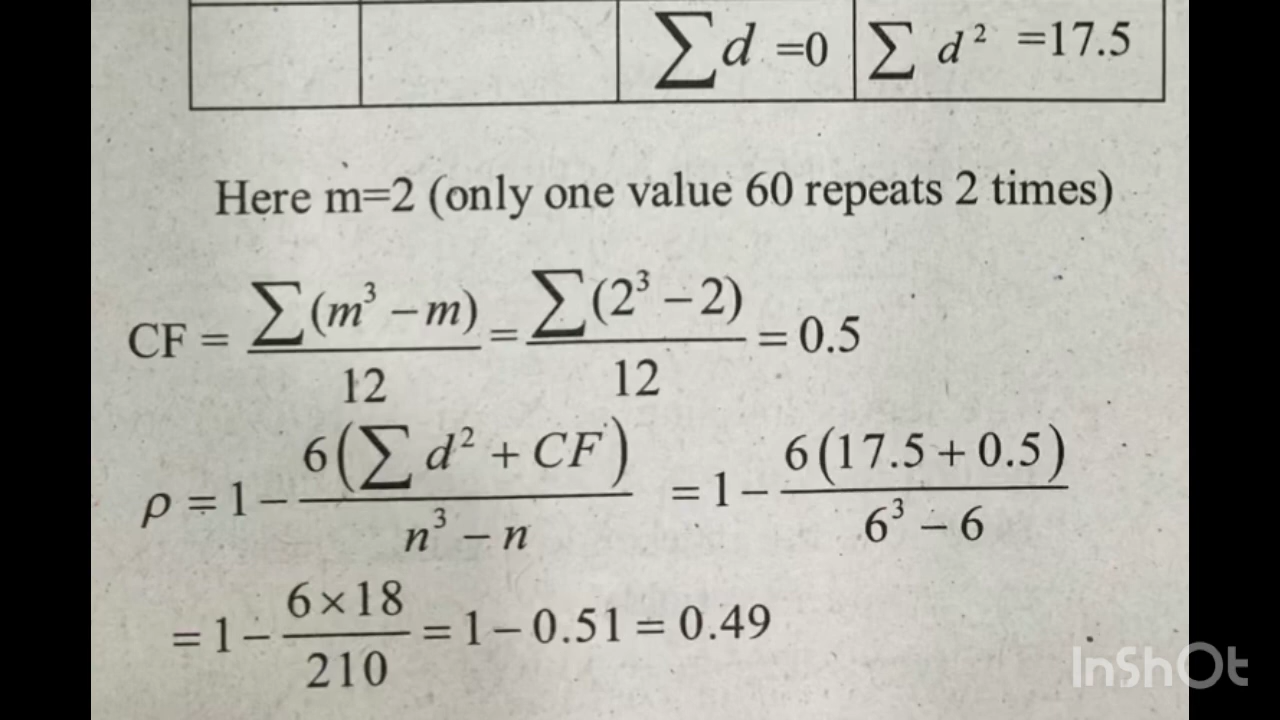 ∑d =0 ∑ d² =17.5
Here m=2 (only one value 60 repeats 2 times)
CF = ∑(m³ – m) / 12 = ∑(2³ – 2) / 12 = 0.5
ρ = 1 – 6(∑ d² + CF) / n³ – n = 1 – 6(17.5 + 0.5) / 6³ – 6
= 1 – 6 × 18 / 210 = 1 – 0.51 = 0.49
InShOt